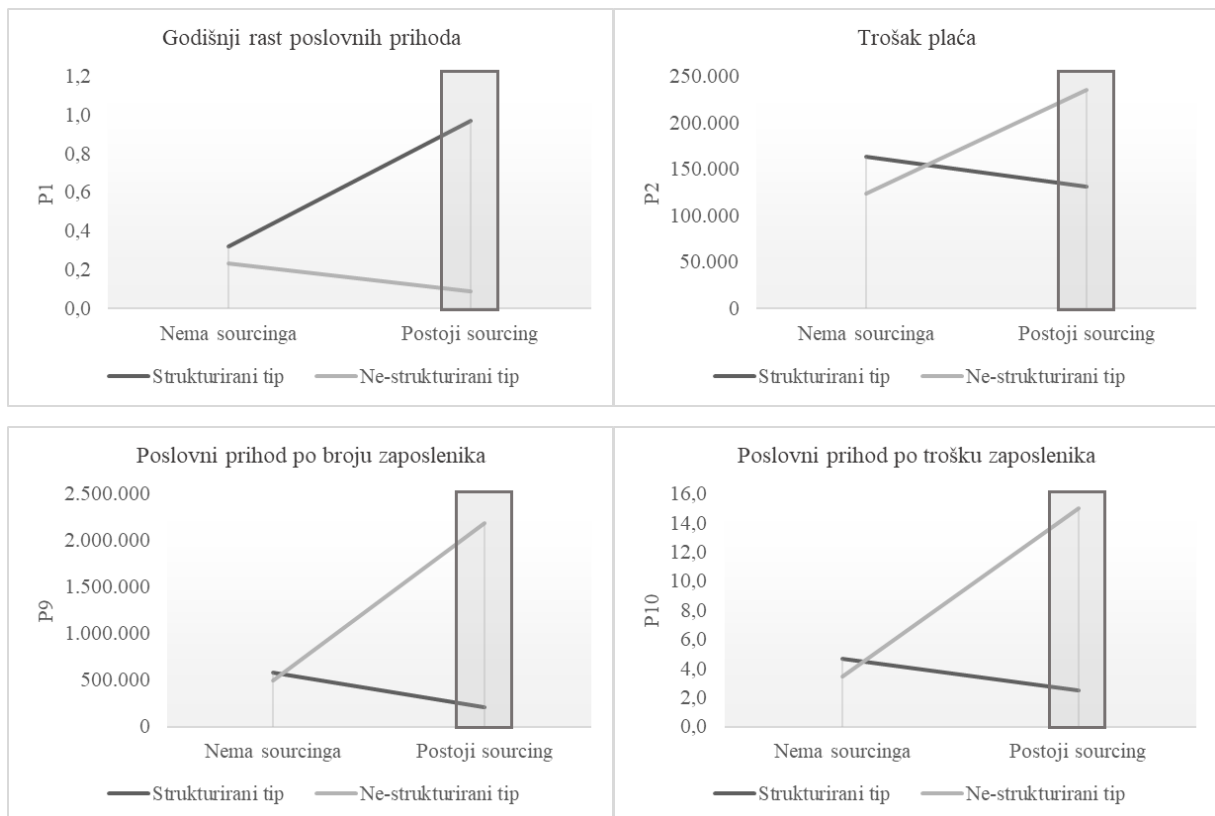 Godišnji rast poslovnih prihoda
1,2
1,0
0,8
0,6
0,4
0,2
0,0
P1
Nema sourcinga Postoji sourcing
Strukturirani tip Ne-strukturirani tip
Trošak plaća
250.000
200.000
150.000
100.000
50.000
0
P2
Nema sourcinga Postoji sourcing
Strukturirani tip Ne-strukturirani tip
Poslovni prihod po broju zaposlenika
2.500.000
2.000.000
1.500.000
1.000.000
500.000
0
P9
Nema sourcinga Postoji sourcing
Strukturirani tip Ne-strukturirani tip
Poslovni prihod po trošku zaposlenika
16,0
14,0
12,0
10,0
8,0
6,0
4,0
2,0
0,0
P10
Nema sourcinga Postoji sourcing
Strukturirani tip Ne-strukturirani tip